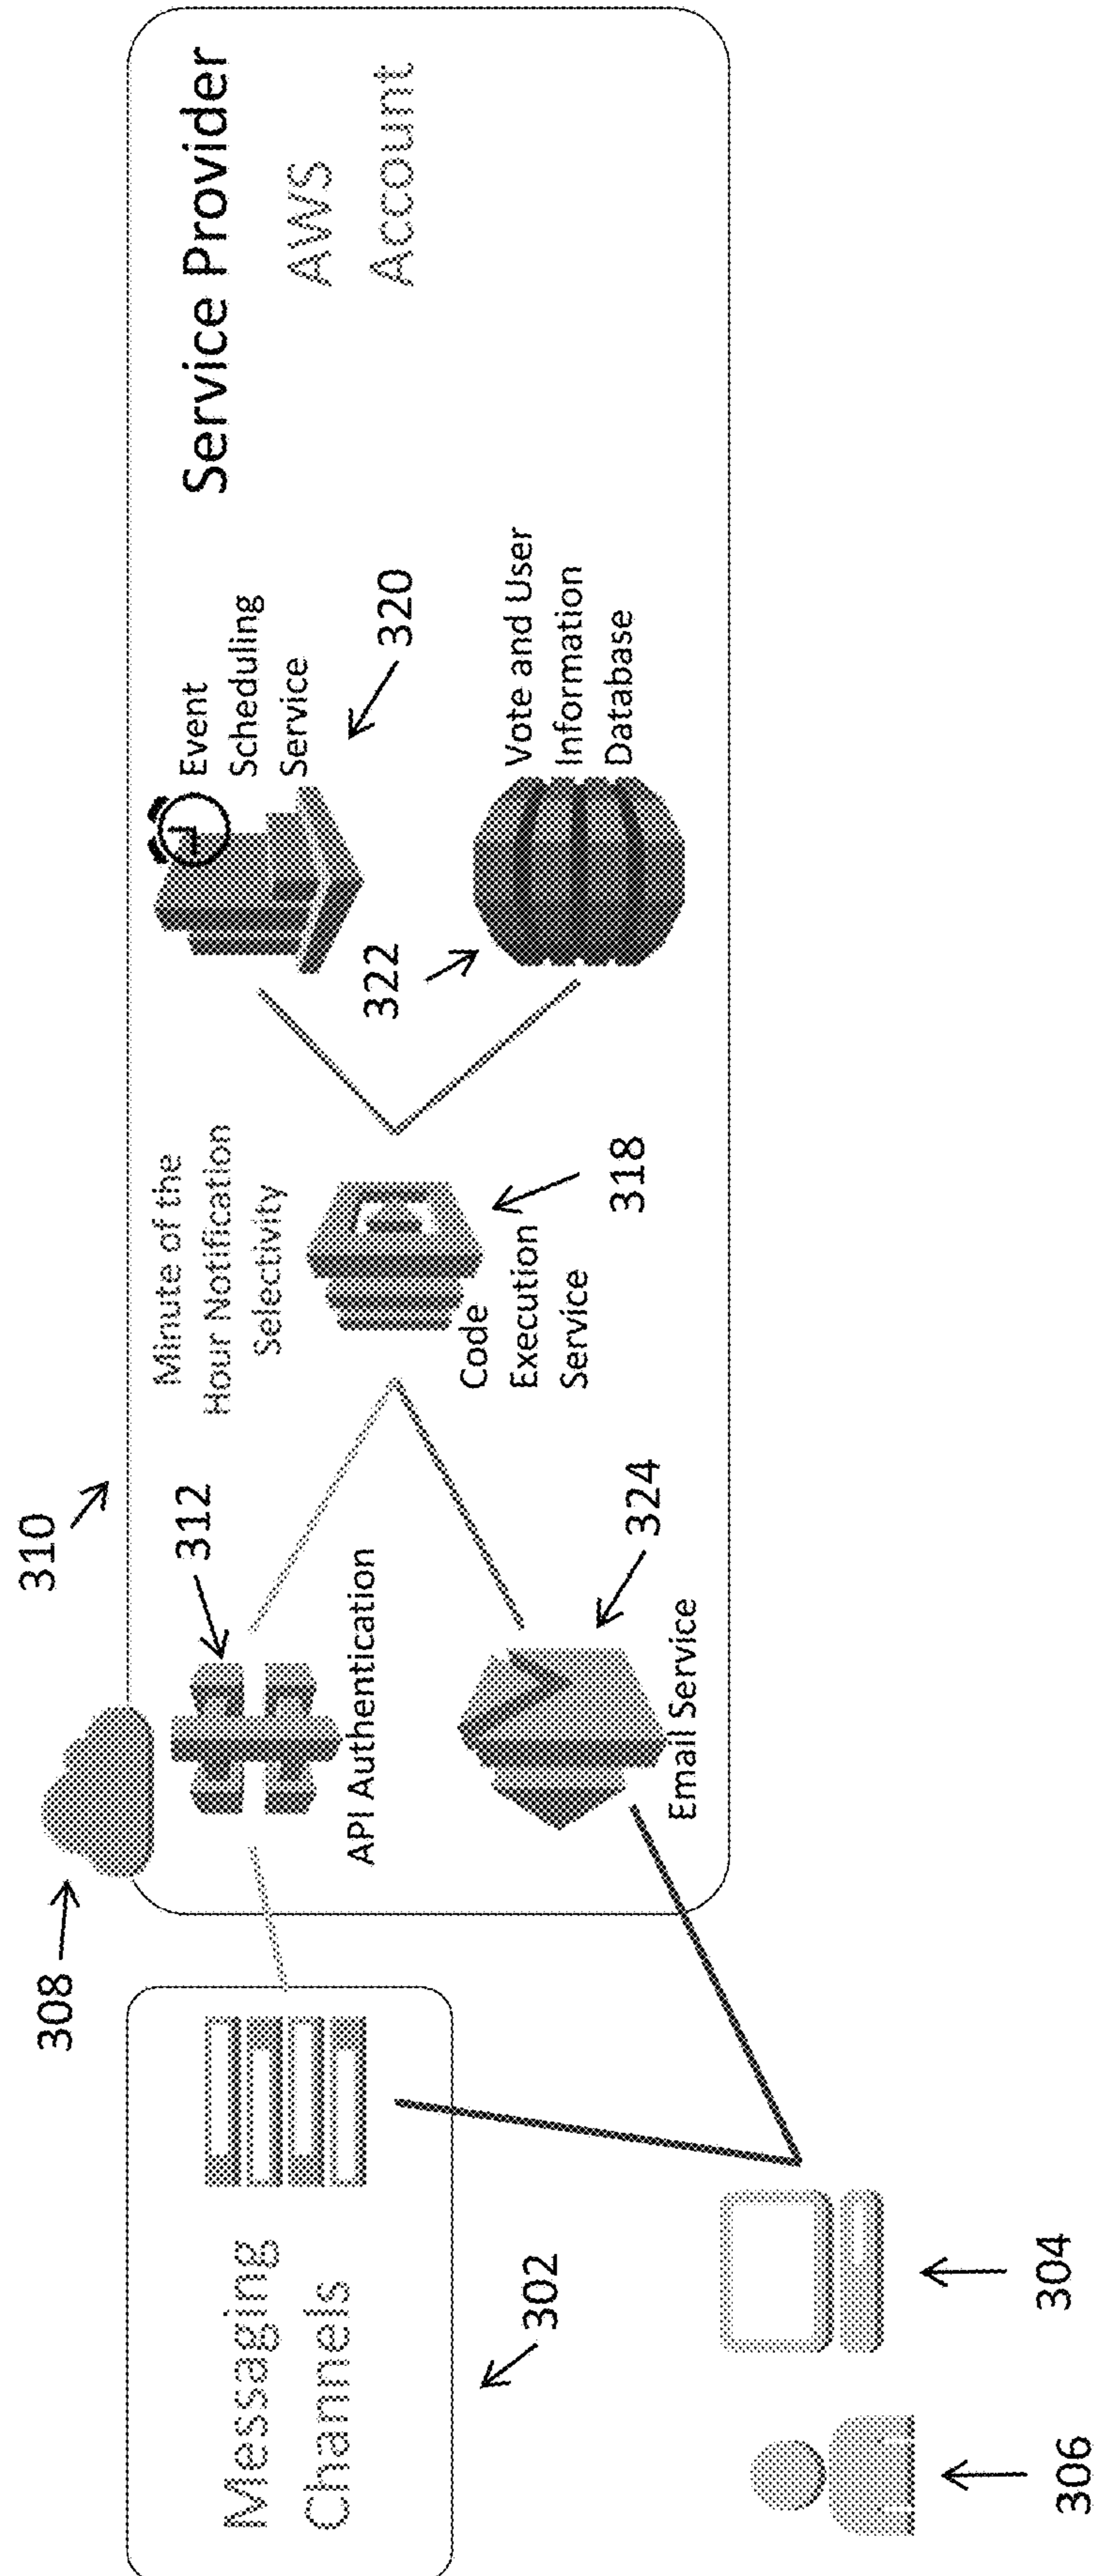 310
308
Messaging
Channels
302
306
304
312
API Authentication
324
Email Service
Minute of the
Hour Notification
Selectivity
Code
Execution
Service
318
322
Event
Scheduling
Service
320
Vote and User
Information
Database
Service Provider
AWS
Account